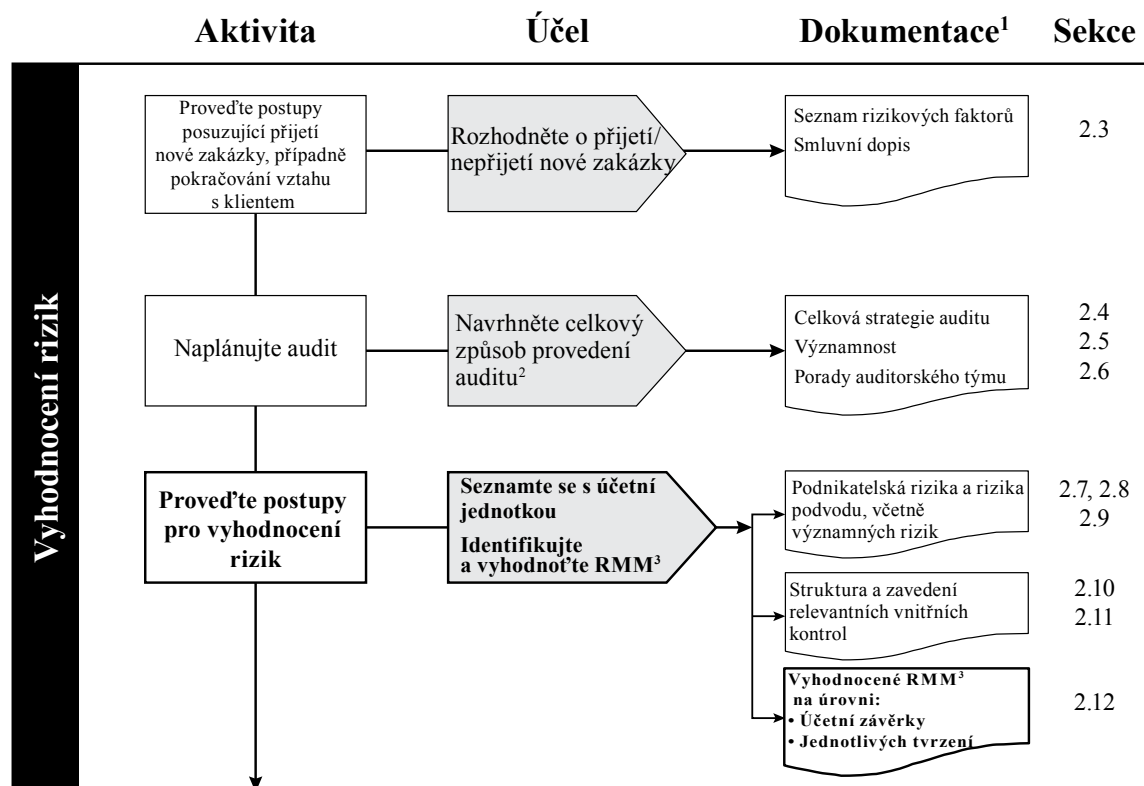 Aktivita Účel Dokumentace¹ Sekce
Vyhodnocení rizik
Proveďte postupy
posuzující přijetí
nové zakázky, případně
pokračování vztahu
s klientem
Rozhodněte o přijetí/
nepřijetí nové zakázky
Seznam rizikových faktorů
Smluvní dopis
2.3
Naplánujte audit
Navrhněte celkový
způsob provedení
auditu²
Celková strategie auditu
Významnost
Porady auditorského týmu
2.4
2.5
2.6
Proveďte postupy
pro vyhodnocení
rizik
Seznamte se s účetní
jednotkou
Identifikujte
a vyhodnoťte RMM³
Podnikatelská rizika a rizika
podvodu, včetně
významných rizik
2.7, 2.8
2.9
Struktura a zavedení
relevantních vnitřních
kontrol
2.10
2.11
Vyhodnocené RMM³
na úrovni:
• Účetní závěrky
• Jednotlivých tvrzení
2.12